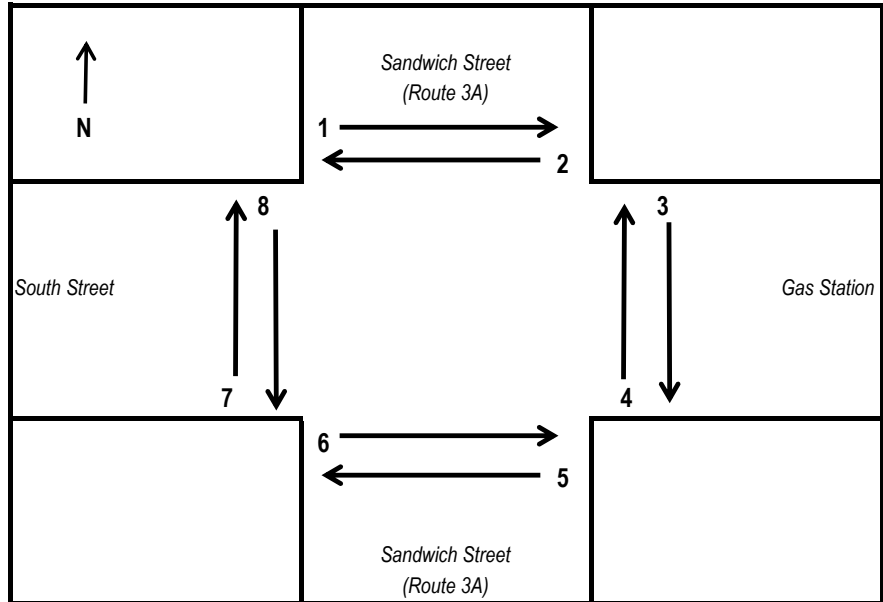 Sandwich Street
(Route 3A)
N
1
2
8
3
South Street
Gas Station
7
4
6
5
Sandwich Street
(Route 3A)